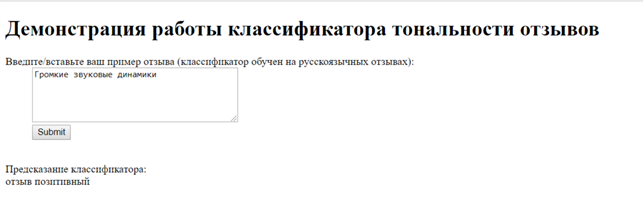 Демонстрация работы классификатора тональности отзывов
Введите/вставьте ваш пример отзыва (классификатор обучен на русскоязычных отзывах):
Громкие звуковые динамики
Submit
Предсказание классификатора:
отзыв позитивный